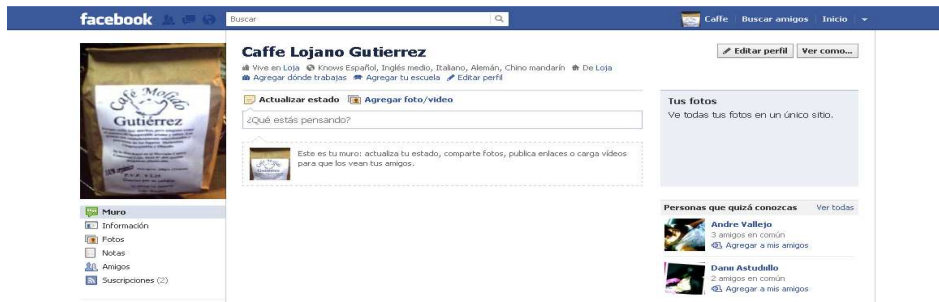 facebook
Buscar
Caffe Buscar amigos Inicio
Café Molido
Gutiérrez
Caffe Lojano Gutierrez
Editar perfil Ver como...
Vive en Loja Knows Español, Inglés medio, Italiano, Alemán, Chino mandarín De Loja
Agregar dónde trabajas Agregar tu escuela Editar perfil
Actualizar estado Agregar foto/video
¿Qué estás pensando?
Este es tu muro: actualiza tu estado, comparte fotos, publica enlaces o carga vídeos
para que los vean tus amigos.
Tus fotos
Ve todas tus fotos en un único sitio.
Muro
Información
Fotos
Notas
Amigos
Suscripciones (2)
Personas que quizá conozcas Ver todas
Andre Vallejo
3 amigos en común
Agregar a mis amigos
Danii Astudillo
2 amigos en común
Agregar a mis amigos